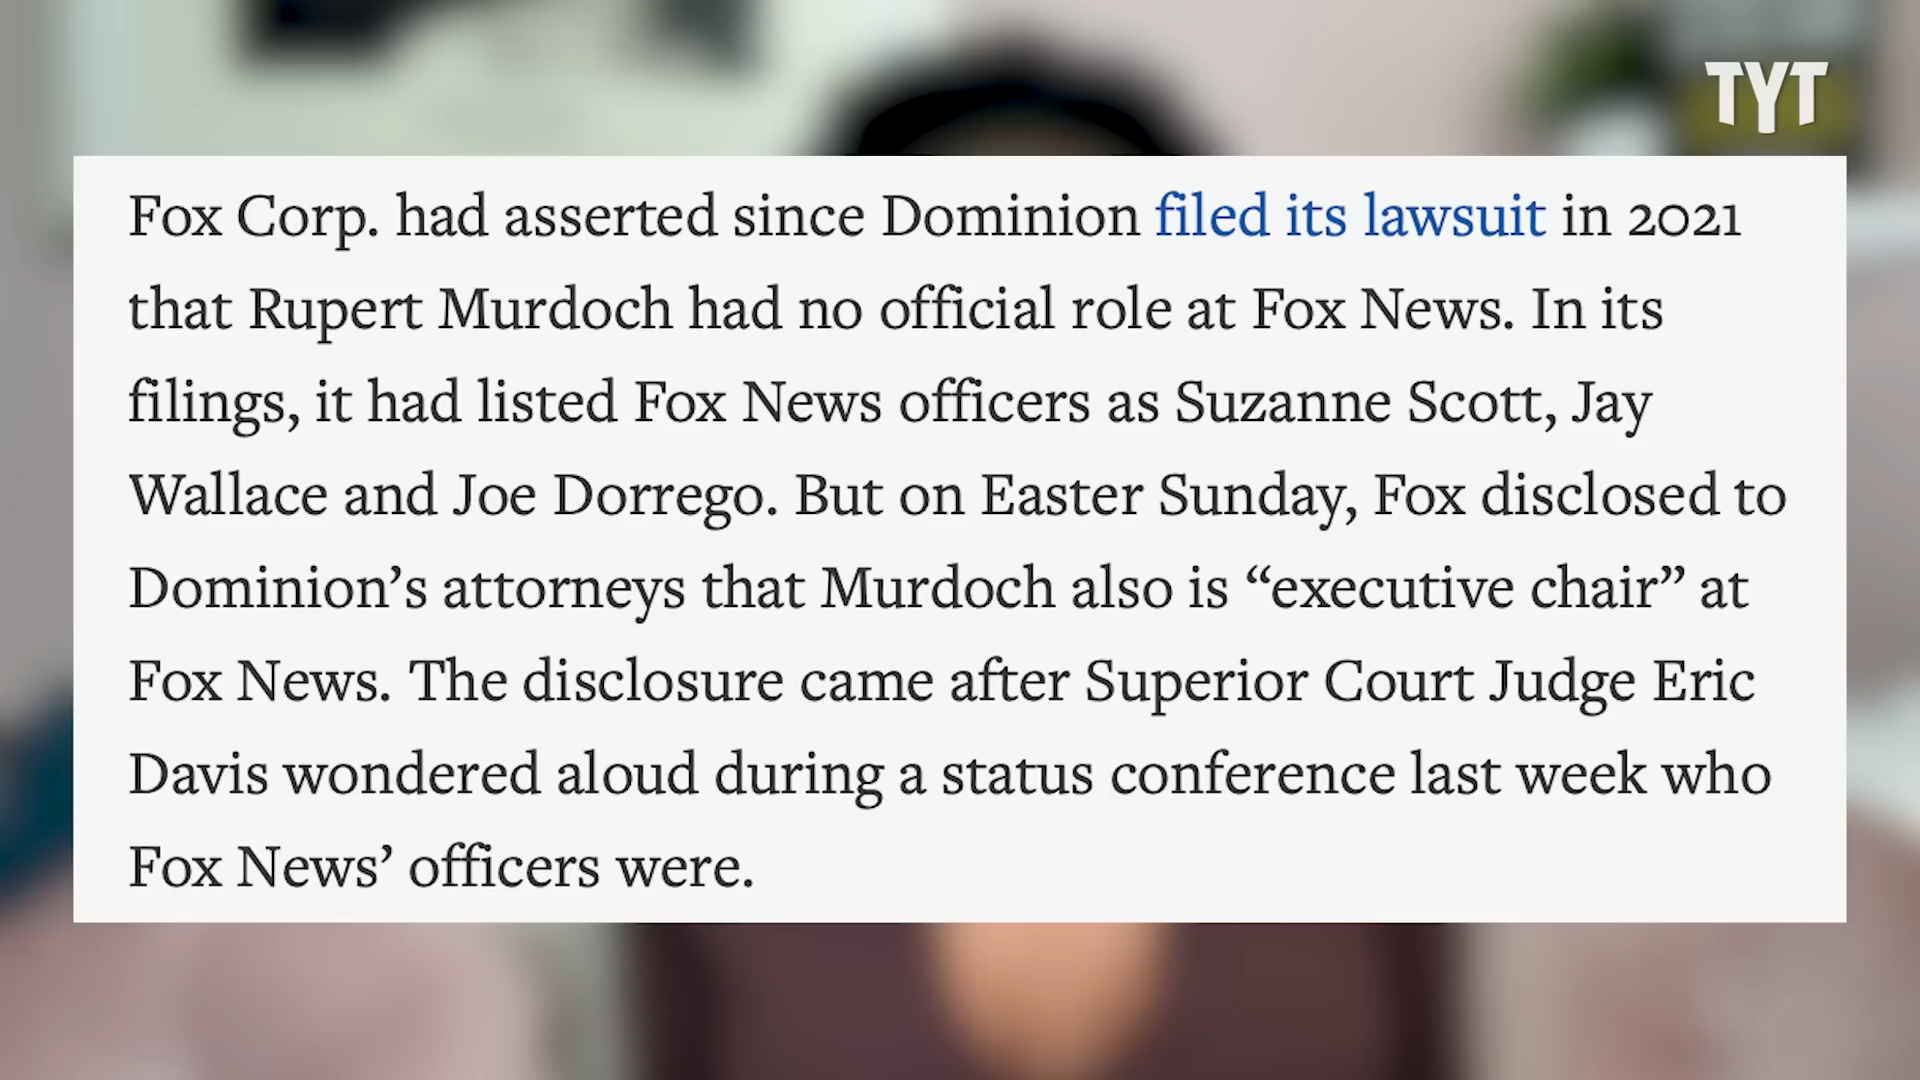 TYT
Fox Corp. had asserted since Dominion filed its lawsuit in 2021
that Rupert Murdoch had no official role at Fox News. In its
filings, it had listed Fox News officers as Suzanne Scott, Jay
Wallace and Joe Dorrego. But on Easter Sunday, Fox disclosed to
Dominion’s attorneys that Murdoch also is “executive chair” at
Fox News. The disclosure came after Superior Court Judge Eric
Davis wondered aloud during a status conference last week who
Fox News’ officers were.